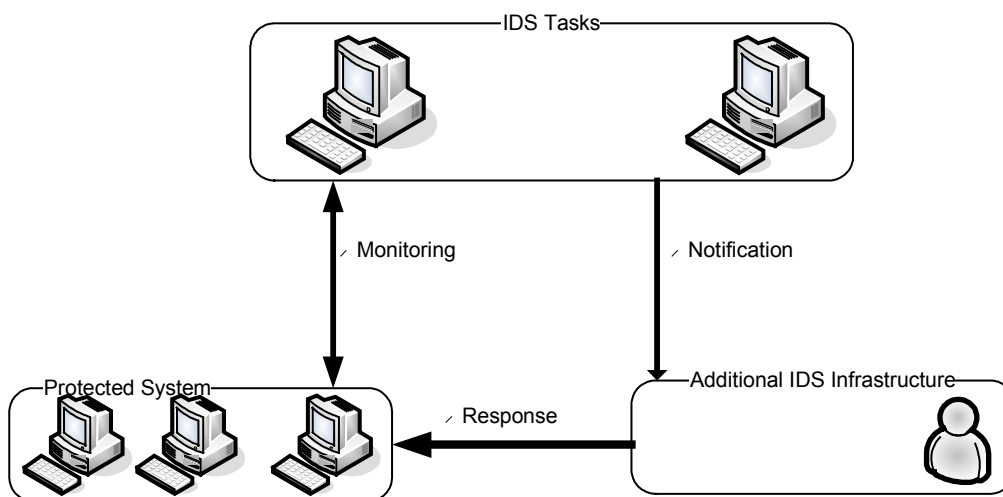 IDS Tasks
Monitoring
Notification
Protected System
Additional IDS Infrastructure
Response